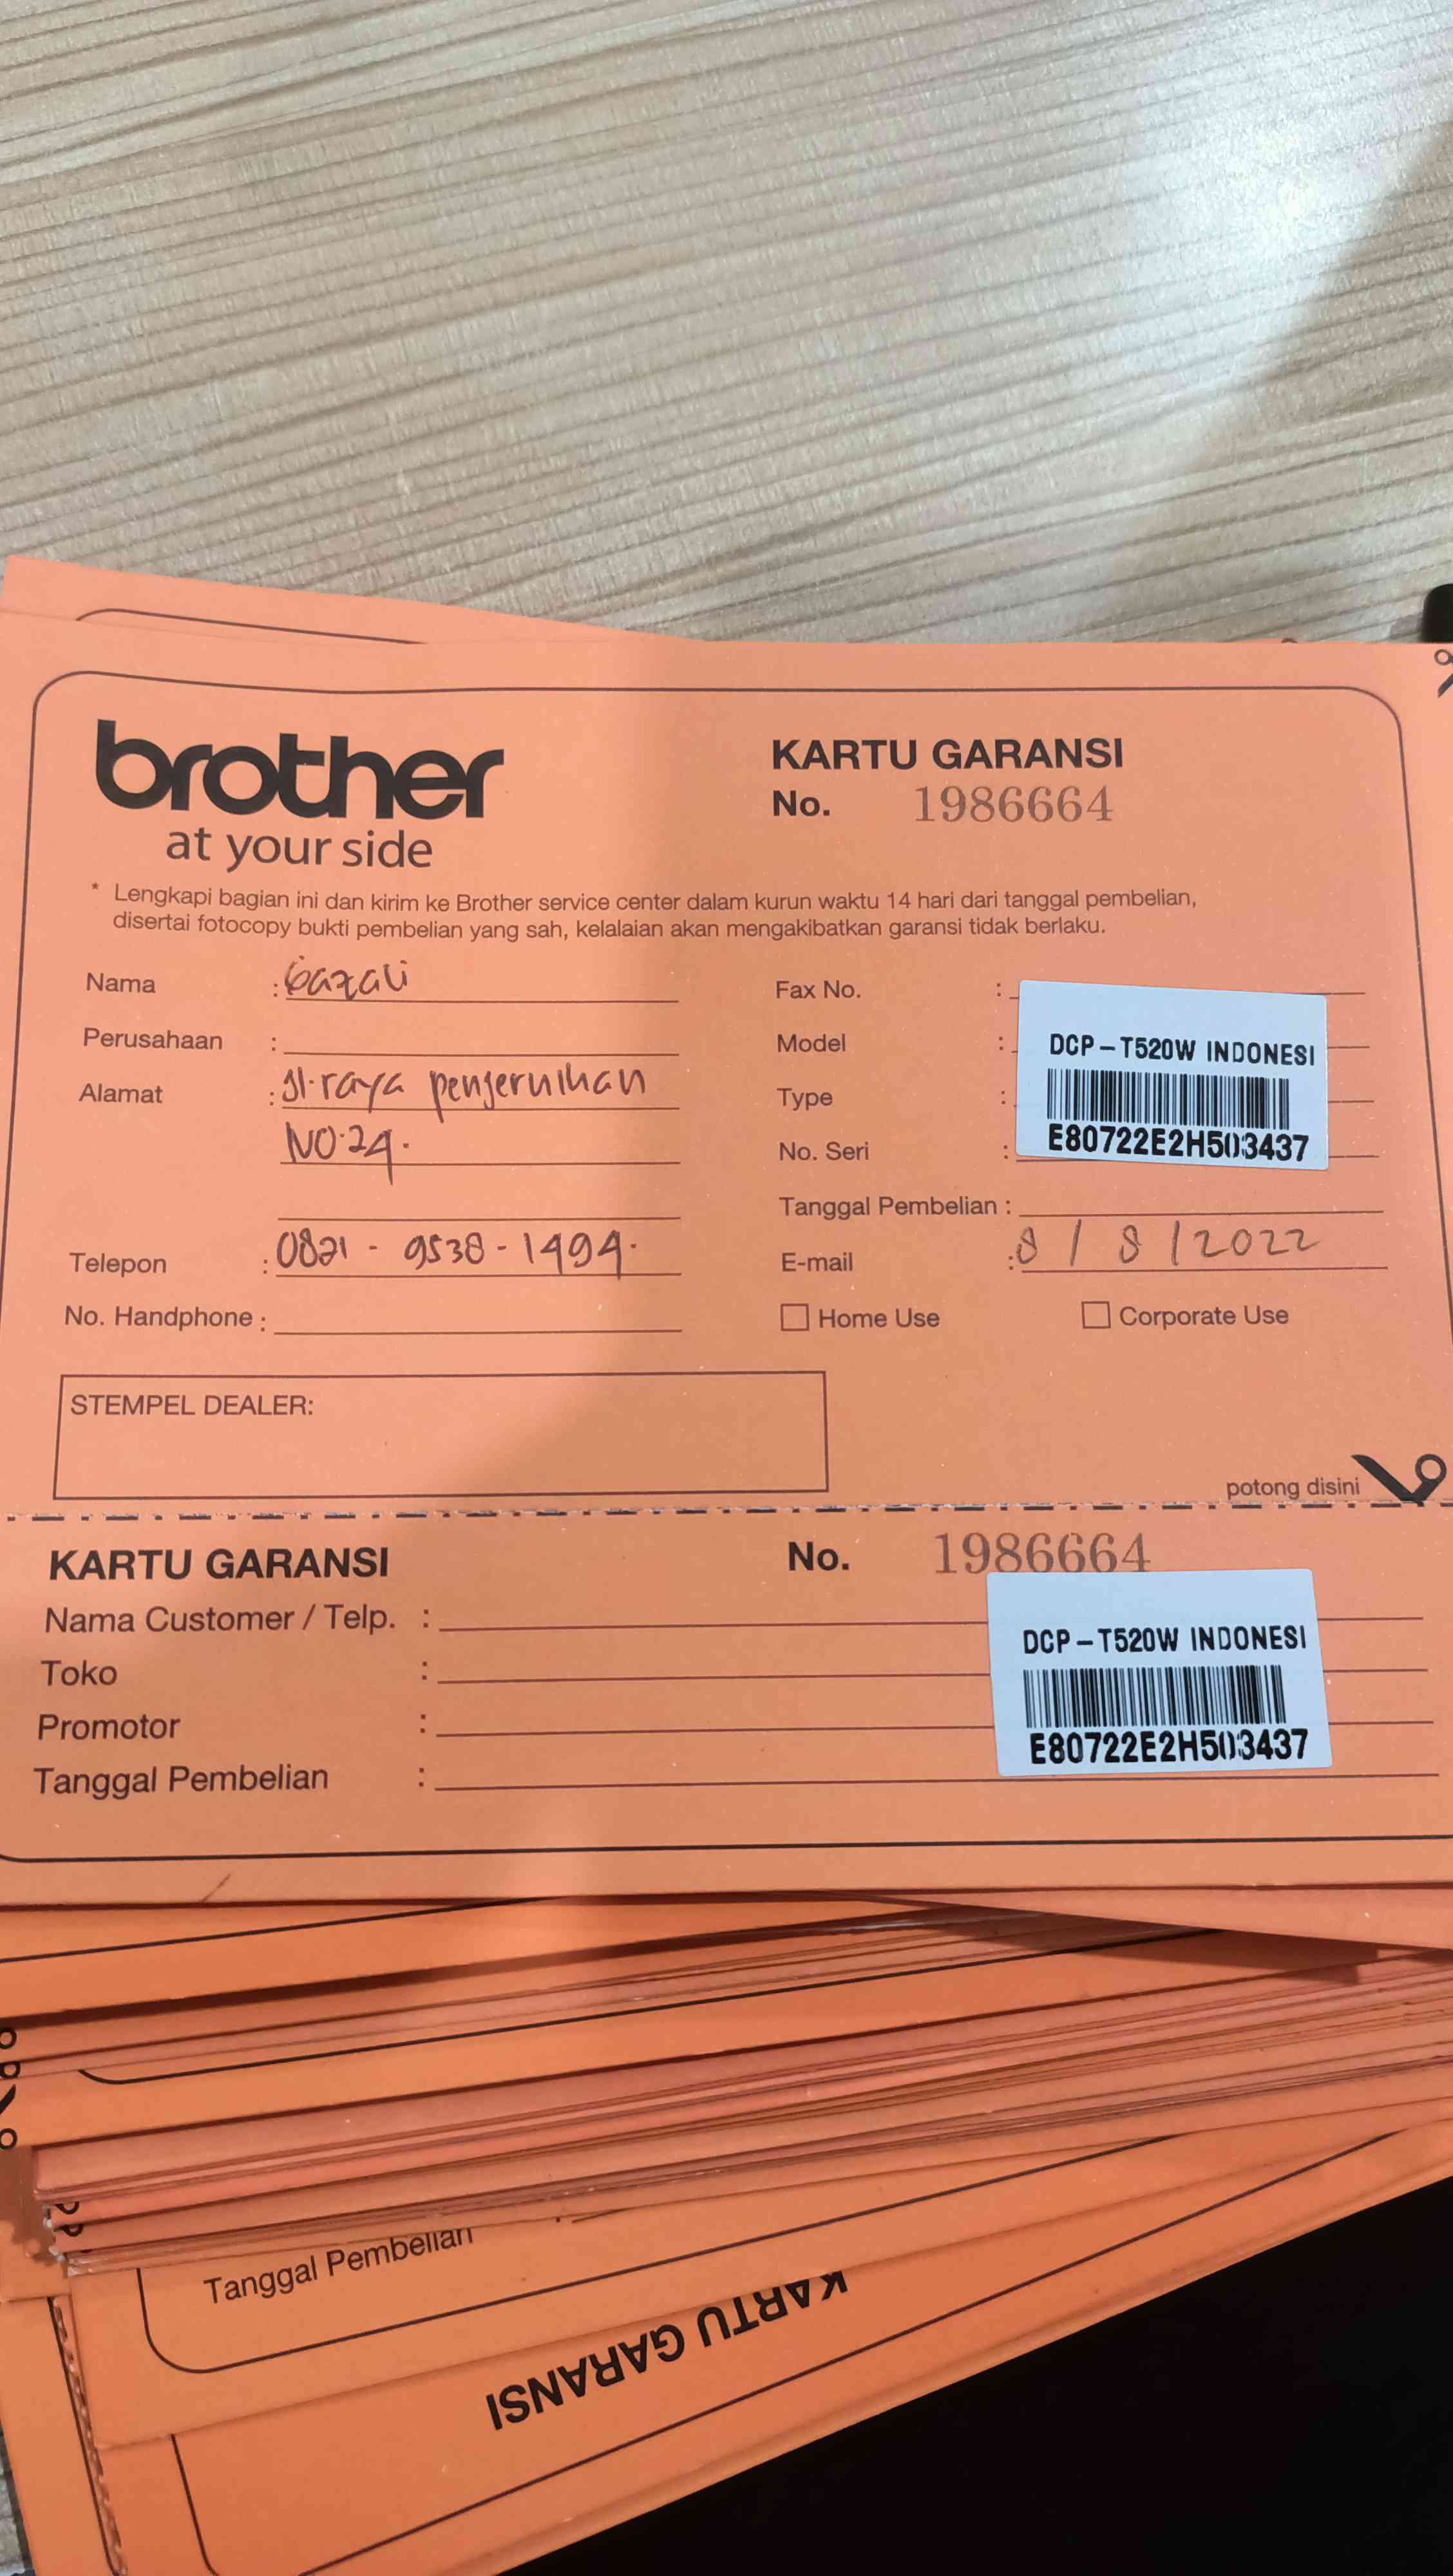 brother
at your side
KARTU GARANSI
No. 1986664
* Lengkapi bagian ini dan kirim ke Brother service center dalam kurun waktu 14 hari dari tanggal pembelian,
disertai fotocopy bukti pembelian yang sah, kelalaian akan mengakibatkan garansi tidak berlaku.
Nama : Gazali
Perusahaan :
Alamat : Jl. raya penjernihan
NO. 24.
Telepon : 0821 - 9538 - 1494.
No. Handphone :
Fax No. :
Model :
Type :
No. Seri :
DCP-T520W INDONESI
E80722E2H503437
Tanggal Pembelian :
E-mail : 8 / 8 / 2022
Home Use
Corporate Use
STEMPEL DEALER:
potong disini
KARTU GARANSI
No. 1986664
Nama Customer / Telp. :
Toko :
Promotor :
Tanggal Pembelian :
DCP-T520W INDONESI
E80722E2H503437
Tanggal Pembelian
KARTU GARANSI